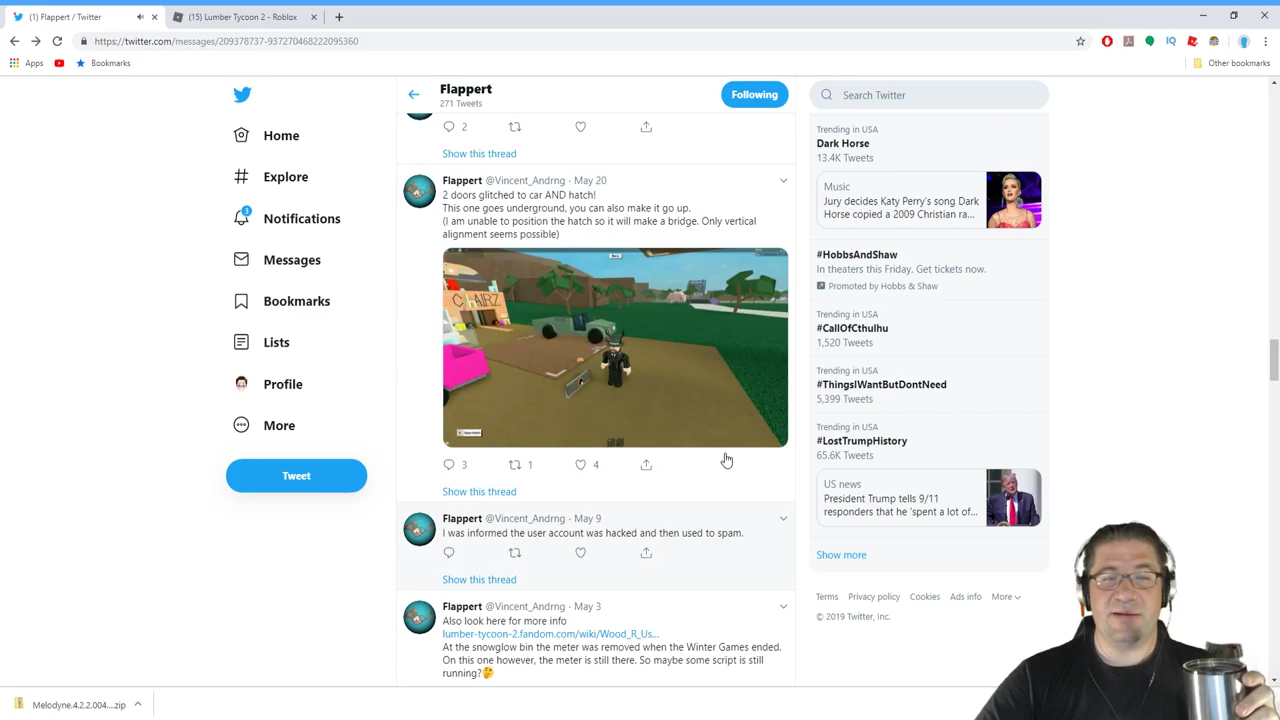 (1) Flappert / Twitter
(15) Lumber Tycoon 2 - Roblox
https://twitter.com/messages/209378737-937270468222095360
Apps
Bookmarks
Other bookmarks
Home
Explore
3
Notifications
Messages
Bookmarks
Lists
Profile
More
Tweet
Flappert
271 Tweets
Following
2
Show this thread
Flappert @Vincent_Andrng · May 20
2 doors glitched to car AND hatch!
This one goes underground, you can also make it go up.
(I am unable to position the hatch so it will make a bridge. Only vertical
alignment seems possible)
CHAIRZ
3 1 4
Show this thread
Flappert @Vincent_Andrng · May 9
I was informed the user account was hacked and then used to spam.
Show this thread
Flappert @Vincent_Andrng · May 3
Also look here for more info
lumber-tycoon-2.fandom.com/wiki/Wood_R_Us...
At the snowglow bin the meter was removed when the Winter Games ended.
On this one however, the meter is still there. So maybe some script is still
running?🤔
Search Twitter
Trending in USA
Dark Horse
13.4K Tweets
Music
Jury decides Katy Perry's song Dark
Horse copied a 2009 Christian ra...
#HobbsAndShaw
In theaters this Friday. Get tickets now.
Promoted by Hobbs & Shaw
Trending in USA
#CallOfCthulhu
1,520 Tweets
Trending in USA
#ThingsIWantButDontNeed
5,399 Tweets
Trending in USA
#LostTrumpHistory
65.6K Tweets
US news
President Trump tells 9/11
responders that he 'spent a lot of...
Show more
Terms Privacy policy Cookies Ads info More
© 2019 Twitter, Inc.
Melodyne.4.2.2.004....zip